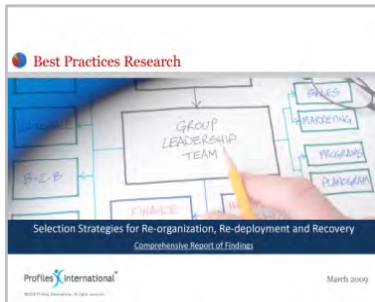 Best Practices Research
SALES
MARKETING
GROUP
LEADERSHIP
TEAM
PROGRAMS
B-I-B
PLANOGRAM
FINANCE
Selection Strategies for Re-organization, Re-deployment and Recovery
Comprehensive Report of Findings
Profiles International
March 2009